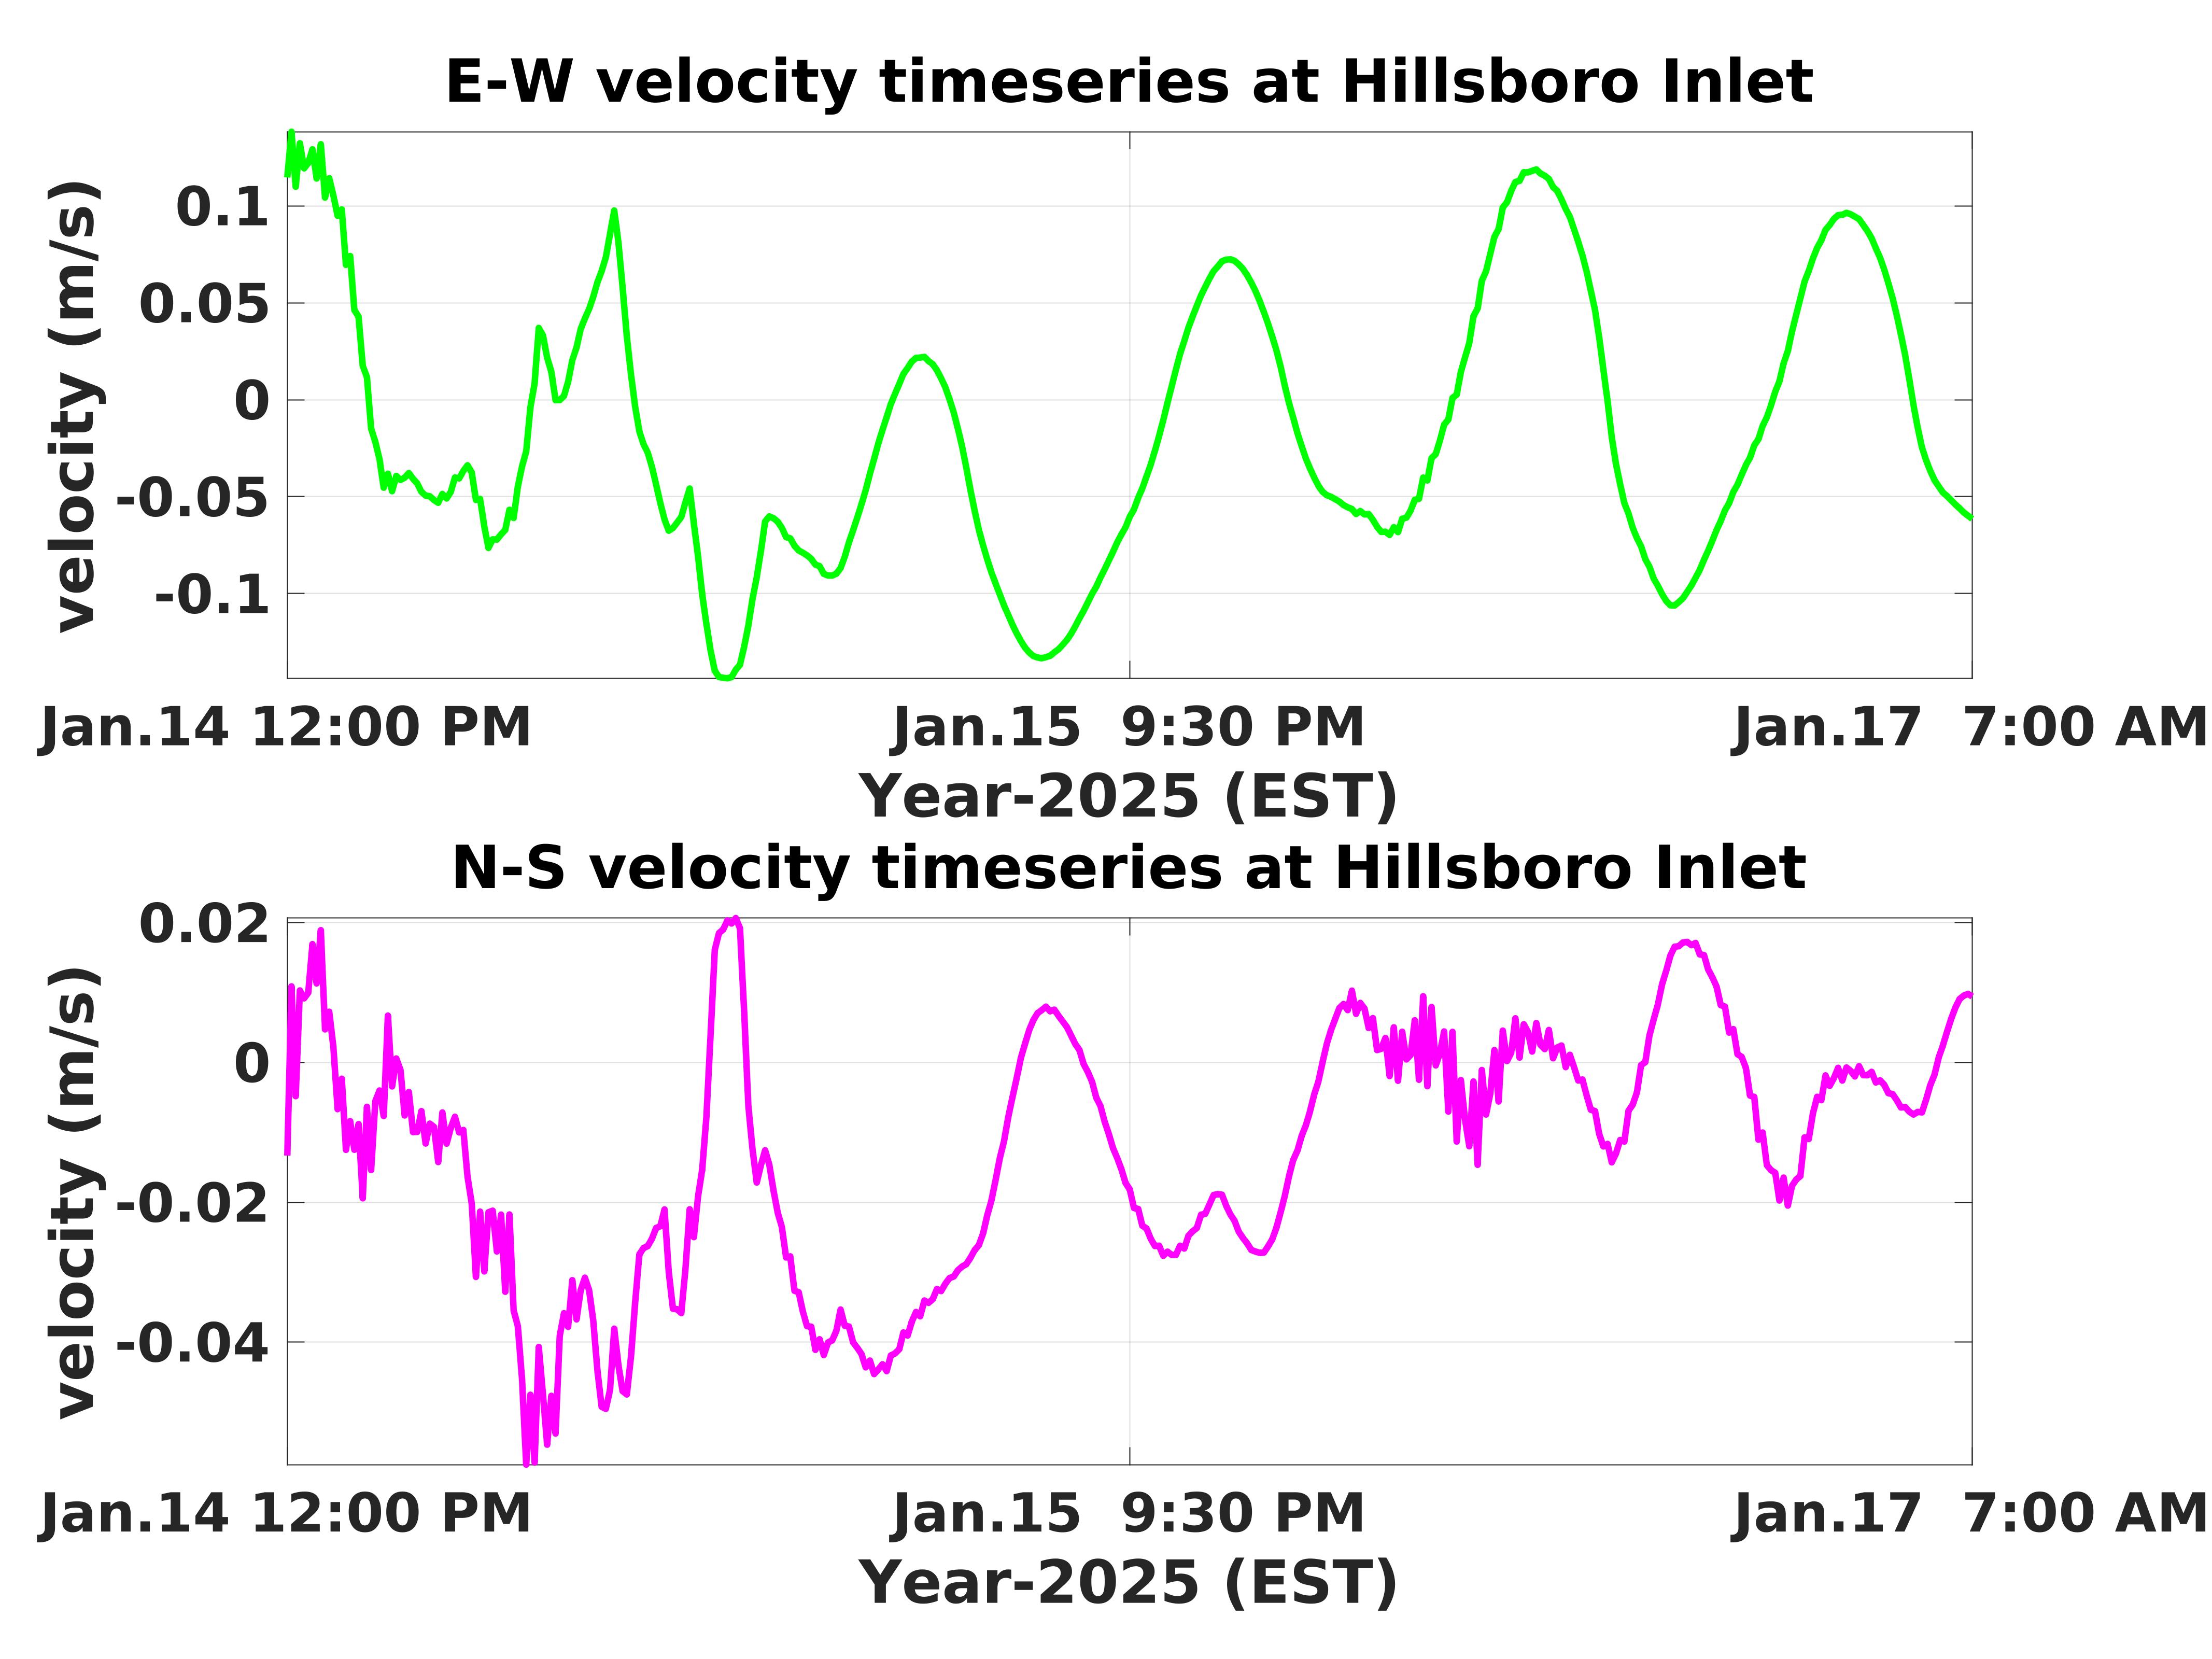 E-W velocity timeseries at Hillsboro Inlet
velocity (m/s)
0.1
0.05
0
-0.05
-0.1
Jan.14 12:00 PM
Jan.15  9:30 PM
Jan.17  7:00 AM
Year-2025 (EST)
N-S velocity timeseries at Hillsboro Inlet
velocity (m/s)
0.02
0
-0.02
-0.04
Jan.14 12:00 PM
Jan.15  9:30 PM
Jan.17  7:00 AM
Year-2025 (EST)